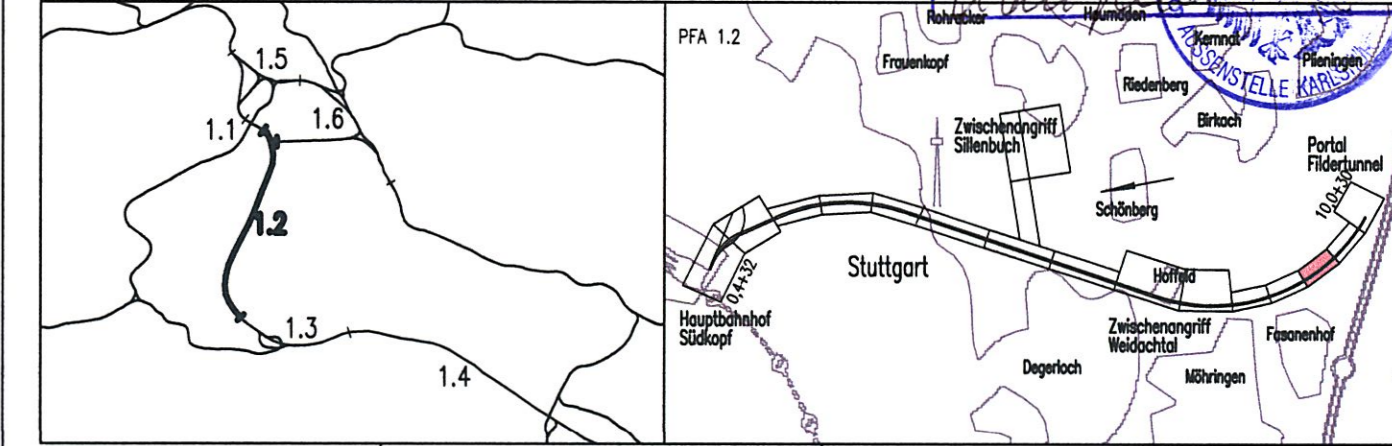 1.5
1.1
1.6
1.2
1.3
1.4
PFA 1.2
Rohracker
Heumaden
Kemnat
Plieningen
AUSSENSTELLE
Frauenkopf
Riedenberg
Birkach
Zwischenangriff
Sillenbuch
Portal
Fildertunnel
10,0+30
Schönberg
Stuttgart
Hoffeld
0,4+32
Hauptbahnhof
Südkopf
Zwischenangriff
Weidachtal
Fasanenhof
Degerloch
Möhringen